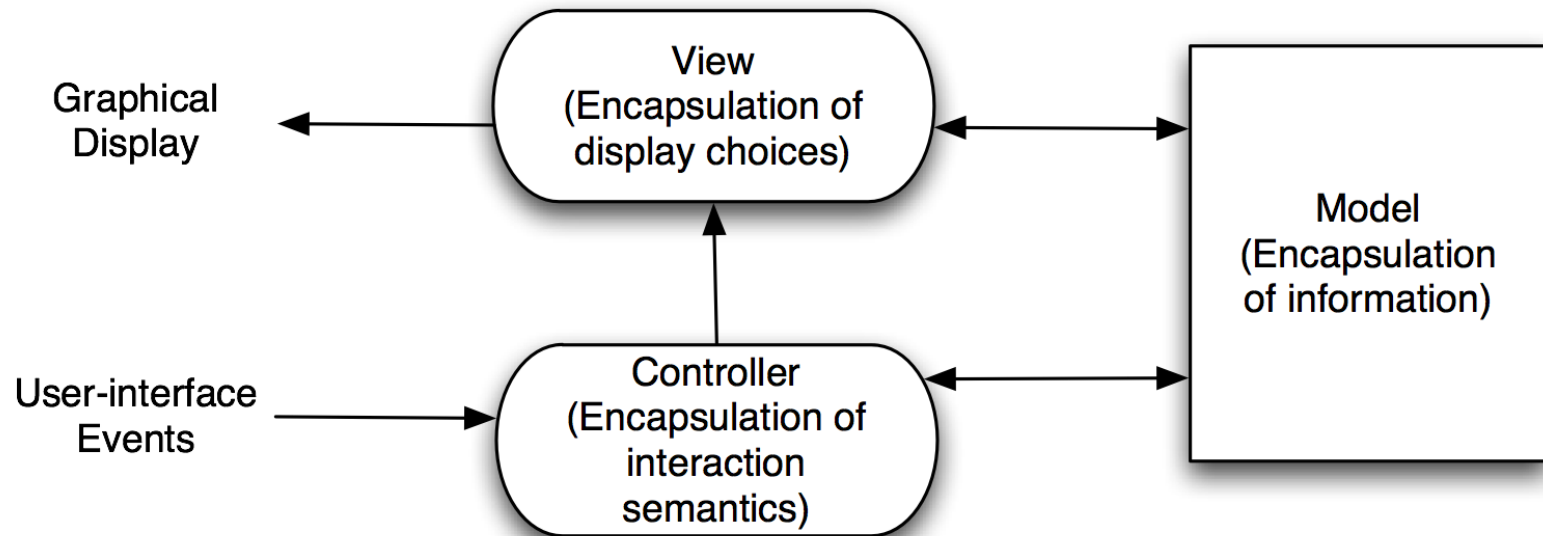 Graphical
Display
View
(Encapsulation of
display choices)
Model
(Encapsulation
of information)
User-interface
Events
Controller
(Encapsulation of
interaction
semantics)